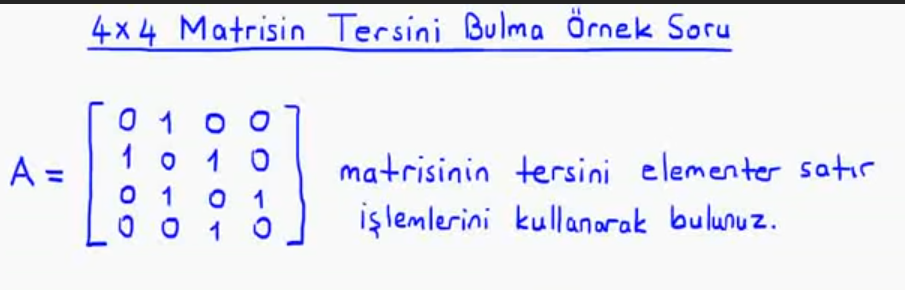 4x4 Matrisin Tersini Bulma Örnek Soru
0 1 0 0
1 0 1 0
A = matrisinin tersini elementer satır
0 1 0 1
işlemlerini kullanarak bulunuz.
0 0 1 0